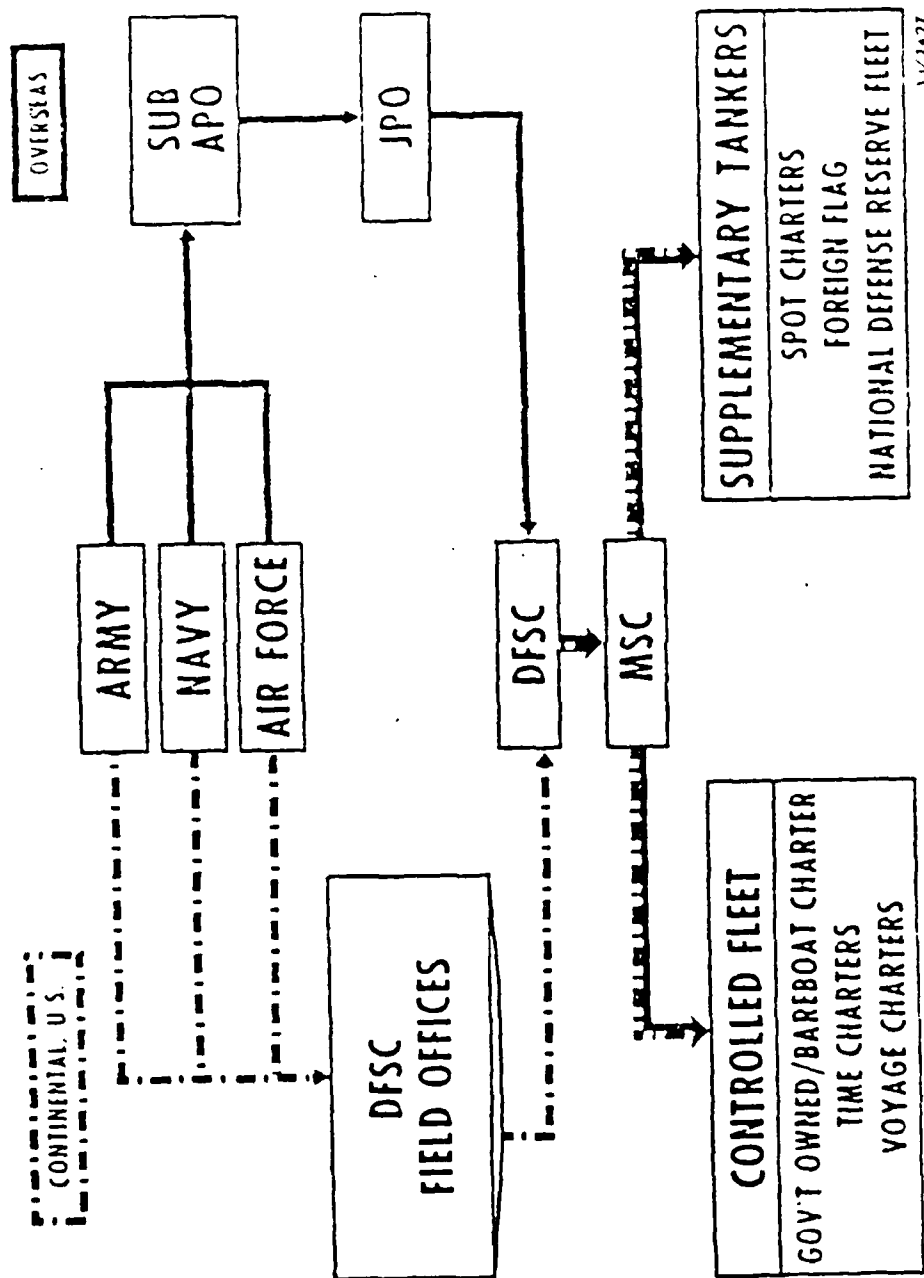 CONTINENTAL U.S.
OVERSEAS
ARMY
NAVY
AIR FORCE
SUB
APO
JPO
DFSC
FIELD OFFICES
DFSC
MSC
CONTROLLED FLEET
GOV'T OWNED/BAREBOAT CHARTER
TIME CHARTERS
VOYAGE CHARTERS
SUPPLEMENTARY TANKERS
SPOT CHARTERS
FOREIGN FLAG
NATIONAL DEFENSE RESERVE FLEET